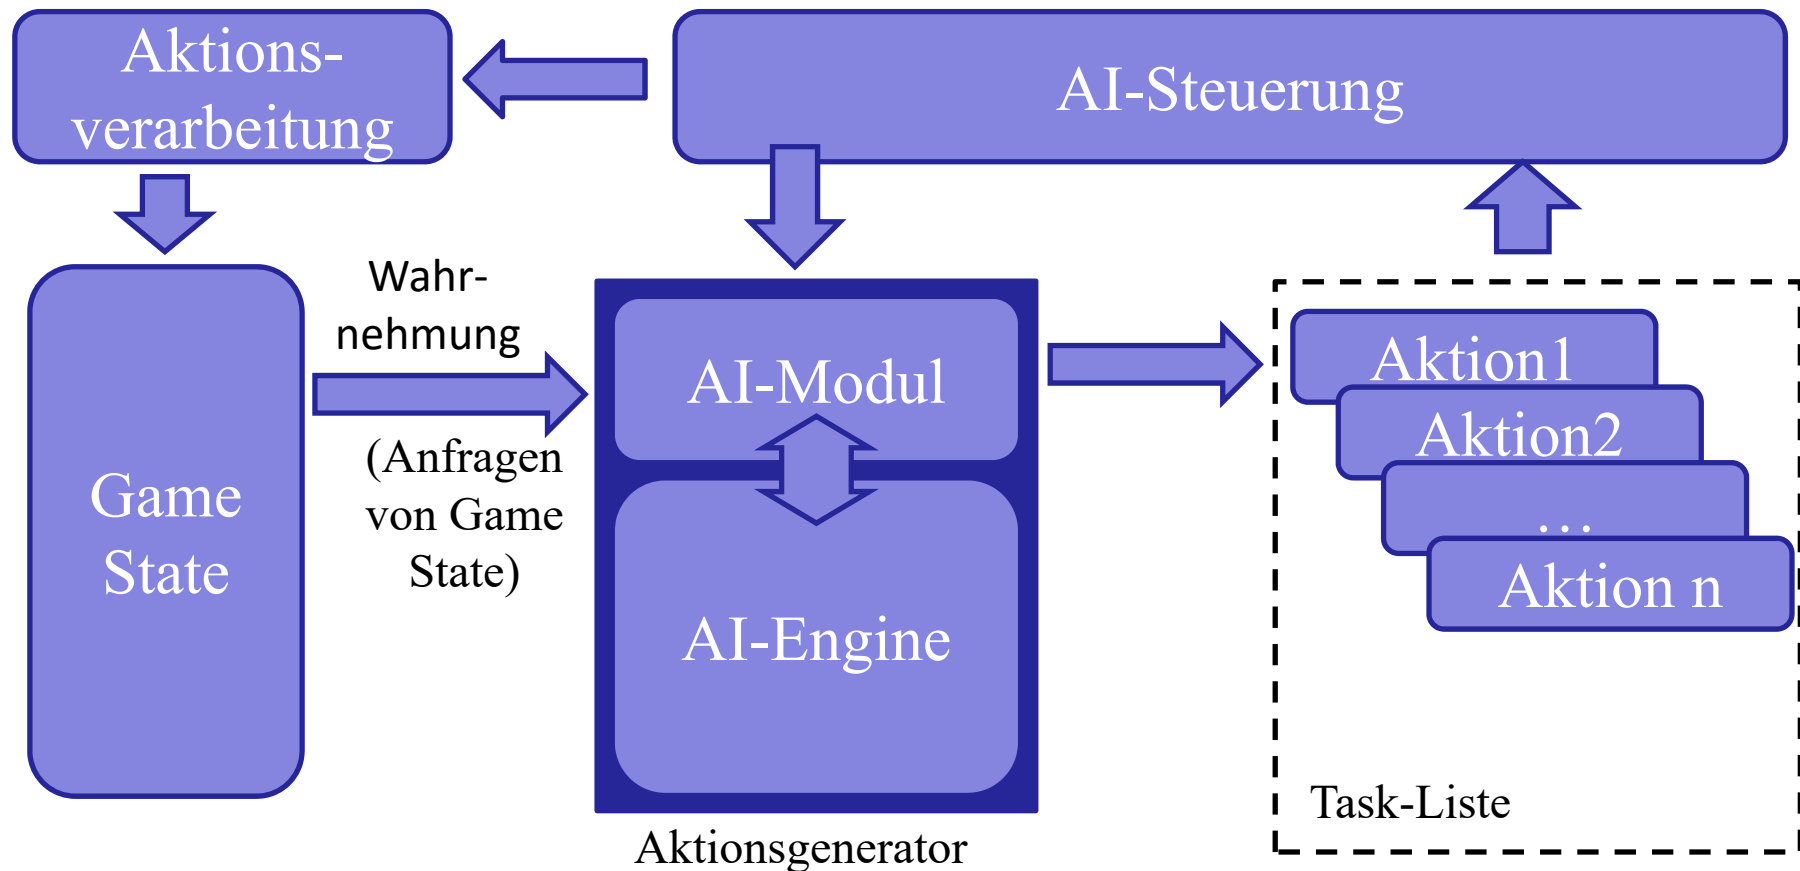 Aktions-
verarbeitung
AI-Steuerung
Wahr-
nehmung
(Anfragen
von Game
State)
Game
State
AI-Modul
AI-Engine
Aktionsgenerator
Aktion1
Aktion2
...
Aktion n
Task-Liste